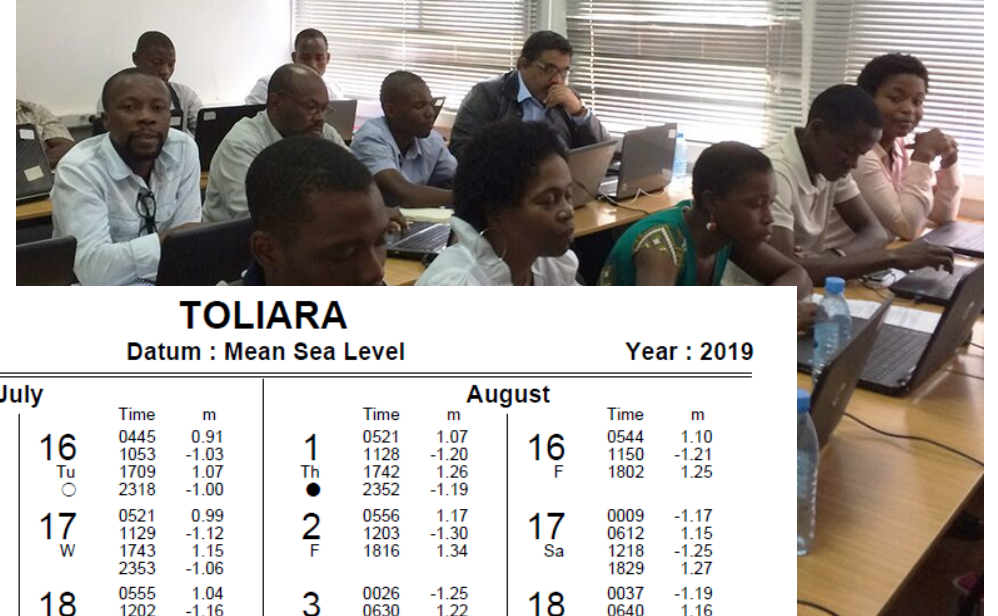 TOLIARA
Datum : Mean Sea Level
Year : 2019
July
Time m
16 0445 0.91
1053 -1.03
Tu 1709 1.07
○ 2318 -1.00
17 0521 0.99
1129 -1.12
W 1743 1.15
2353 -1.06
18 0555 1.04
1202 -1.16
August
Time m
1 0521 1.07
1128 -1.20
Th 1742 1.26
● 2352 -1.19
2 0556 1.17
1203 -1.30
F 1816 1.34
3 0026 -1.25
0630 1.22
Time m
16 0544 1.10
1150 -1.21
F 1802 1.25
17 0009 -1.17
0612 1.15
Sa 1218 -1.25
1829 1.27
18 0037 -1.19
0640 1.16